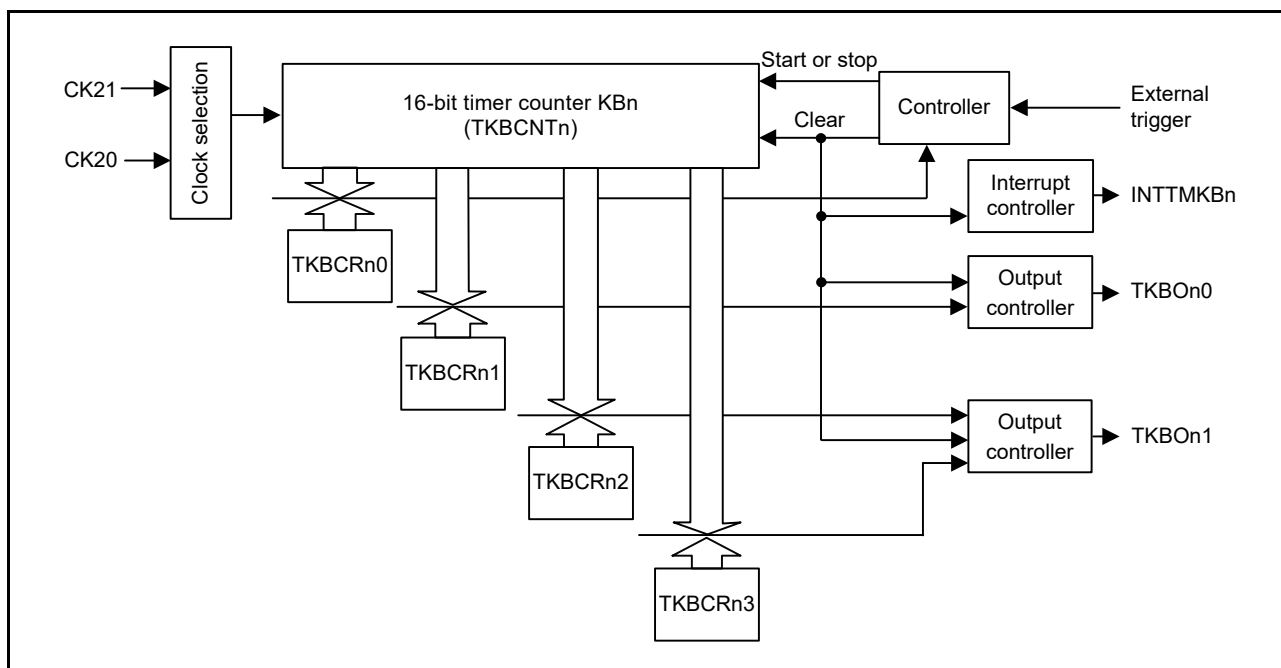 CK21
CK20
Clock selection
16-bit timer counter KBn
(TKBCNTn)
Start or stop
Clear
Controller
External
trigger
Interrupt
controller
INTTMKBn
TKBCRn0
Output
controller
TKBOn0
TKBCRn1
Output
controller
TKBOn1
TKBCRn2
TKBCRn3